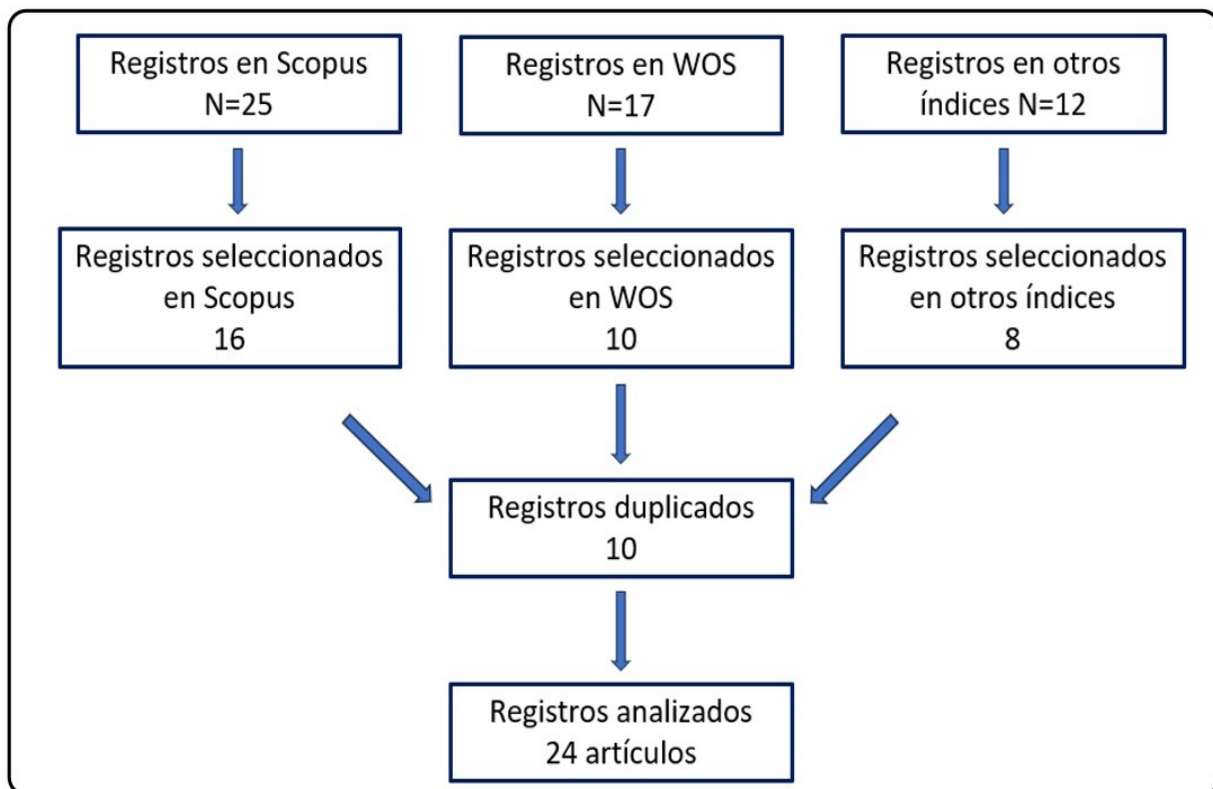 Registros en Scopus
N=25
Registros en WOS
N=17
Registros en otros
índices N=12
Registros seleccionados
en Scopus
16
Registros seleccionados
en WOS
10
Registros seleccionados
en otros índices
8
Registros duplicados
10
Registros analizados
24 artículos